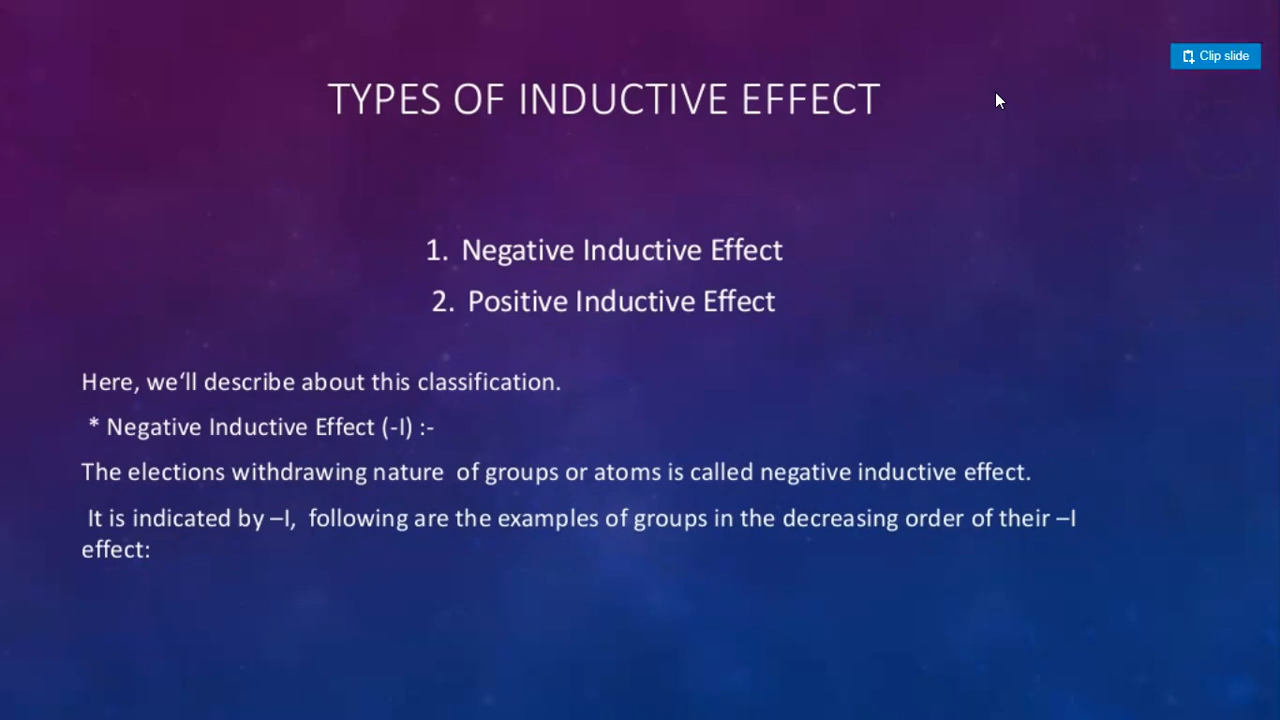 Clip slide
TYPES OF INDUCTIVE EFFECT
1. Negative Inductive Effect
2. Positive Inductive Effect
Here, we‘ll describe about this classification.
* Negative Inductive Effect (-I) :-
The elections withdrawing nature of groups or atoms is called negative inductive effect.
It is indicated by –I, following are the examples of groups in the decreasing order of their –I
effect: